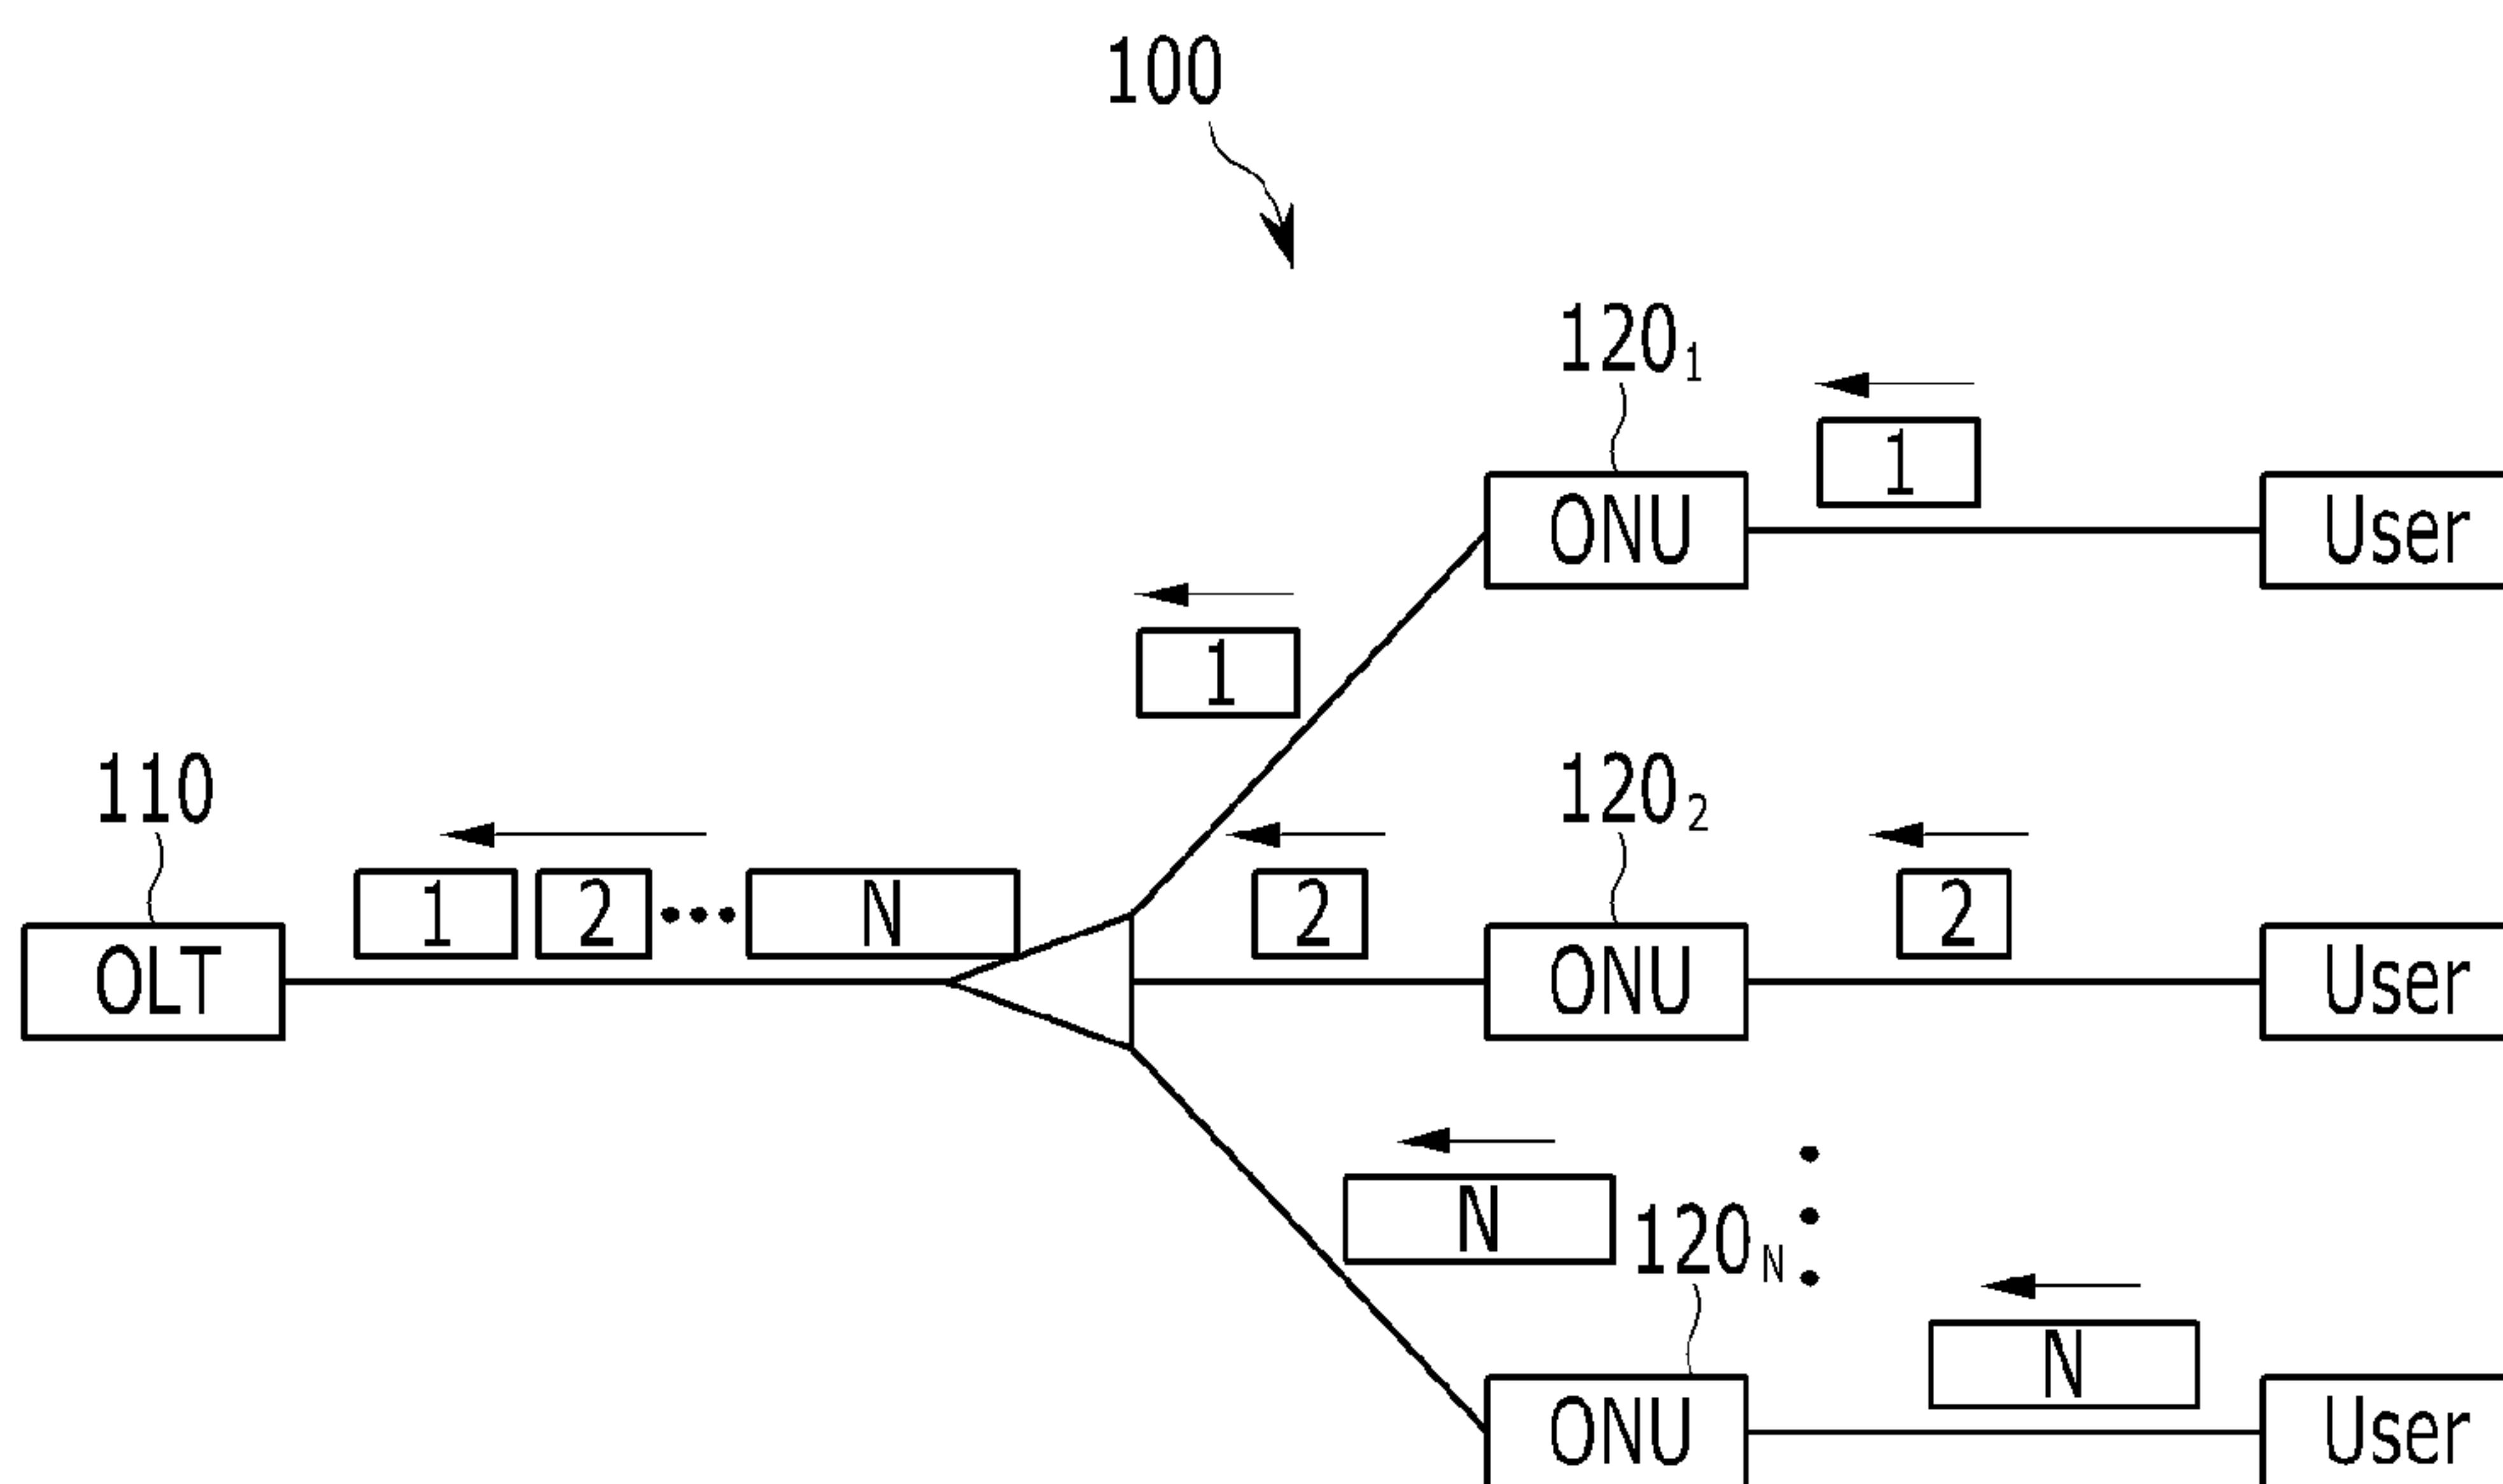 100
120₁
1
ONU
User
1
110
120₂
1 2 ••• N
2
2
OLT
ONU
User
N
120N
N
ONU
User